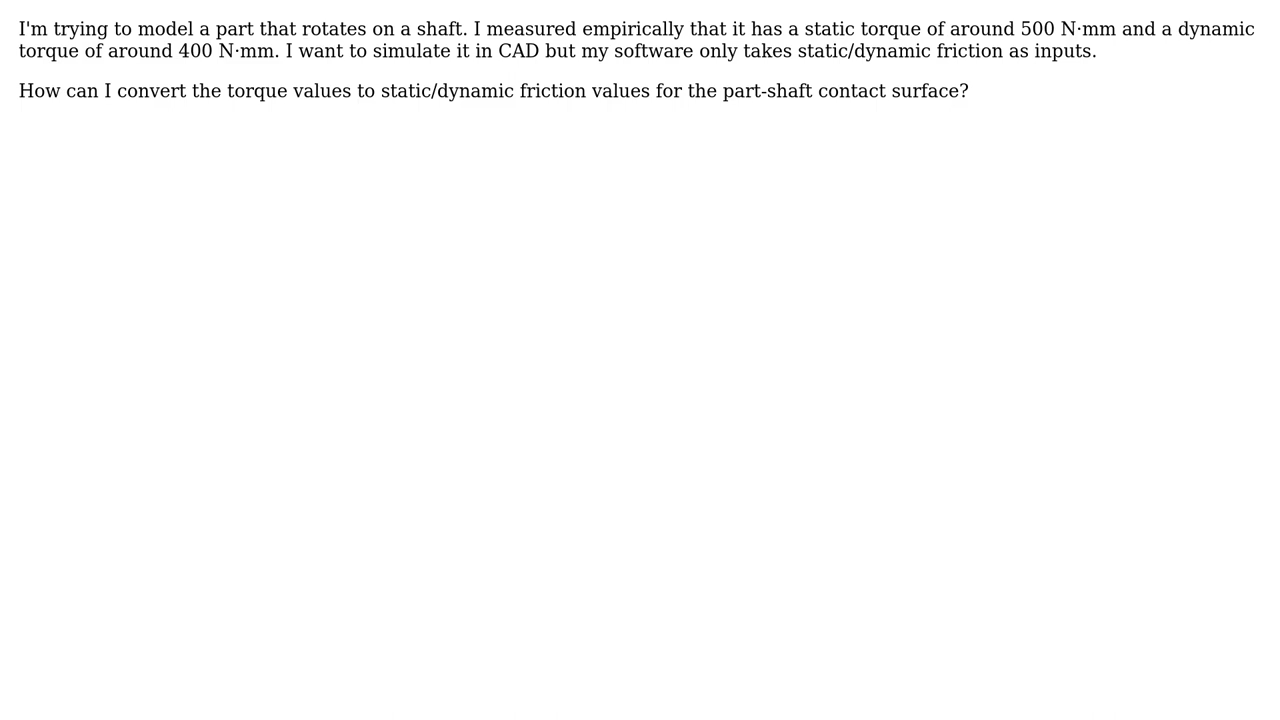 I'm trying to model a part that rotates on a shaft. I measured empirically that it has a static torque of around 500 N·mm and a dynamic
torque of around 400 N·mm. I want to simulate it in CAD but my software only takes static/dynamic friction as inputs.
How can I convert the torque values to static/dynamic friction values for the part-shaft contact surface?